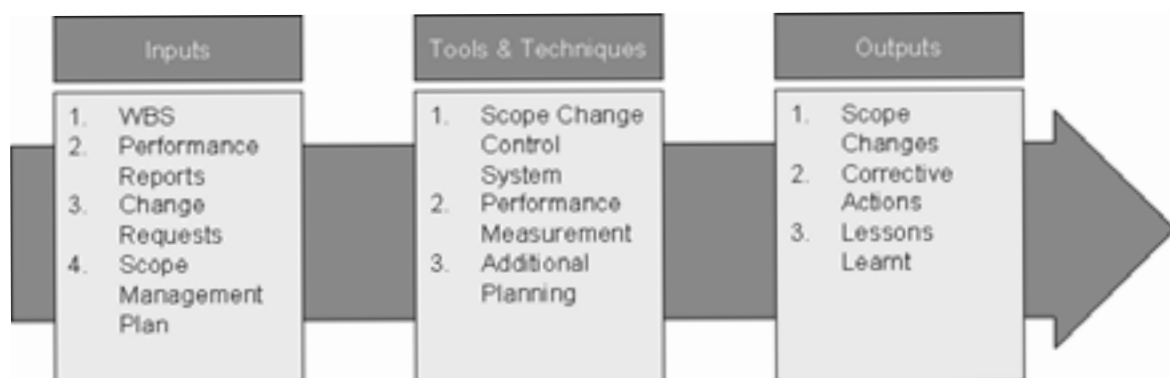 Inputs
1. WBS
2. Performance
Reports
3. Change
Requests
4. Scope
Management
Plan
Tools & Techniques
1. Scope Change
Control
System
2. Performance
Measurement
3. Additional
Planning
Outputs
1. Scope
Changes
2. Corrective
Actions
3. Lessons
Learnt